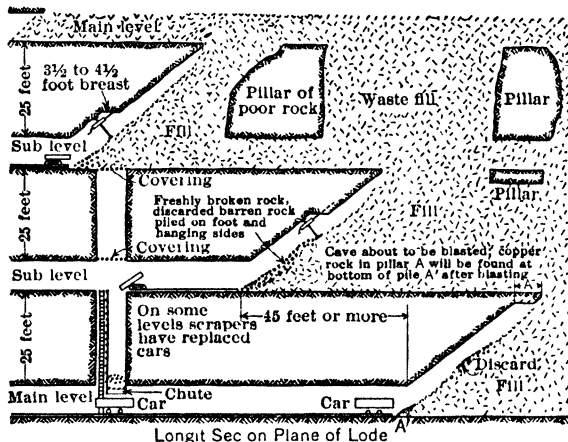 Main level
3½ to 4½
foot breast
25 feet
Pillar of
poor rock
Waste fill
Pillar
Fill
Sub level
Covering
Pillar
Freshly broken rock,
discarded barren rock
piled on foot and
hanging sides
25 feet
Fill
Covering
Cave about to be blasted; copper
rock in pillar A will be found at
bottom of pile A' after blasting
Sub level
A
On some
levels scrapers
have replaced
cars
45 feet or more
25 feet
Discard
Fill
Main level
Chute
Car
Car
A'
Longit Sec on Plane of Lode